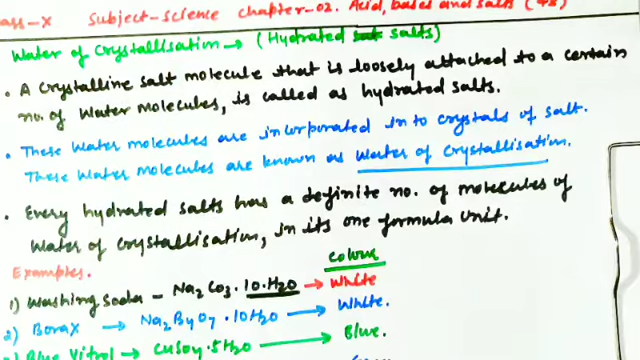 ass-X Subject-Science Chapter-02. Acid, bases and salts
Water of Crystallisation → (Hydrated salts)
• A Crystalline salt molecule that is loosely attached to a certain
no. of Water molecules, is called as hydrated salts.
• These Water molecules are incorporated in to crystals of salt.
These Water molecules are known as Water of Crystallisation.
• Every hydrated salts has a definite no. of molecules of
Water of crystallisation, in its one formula unit.
Examples. Colour
1) Washing Soda - Na2CO3.10.H2O → White
2) Borax → Na2B4O7.10H2O → White.
Blue Vitrol → CuSO4.5H2O → Blue.